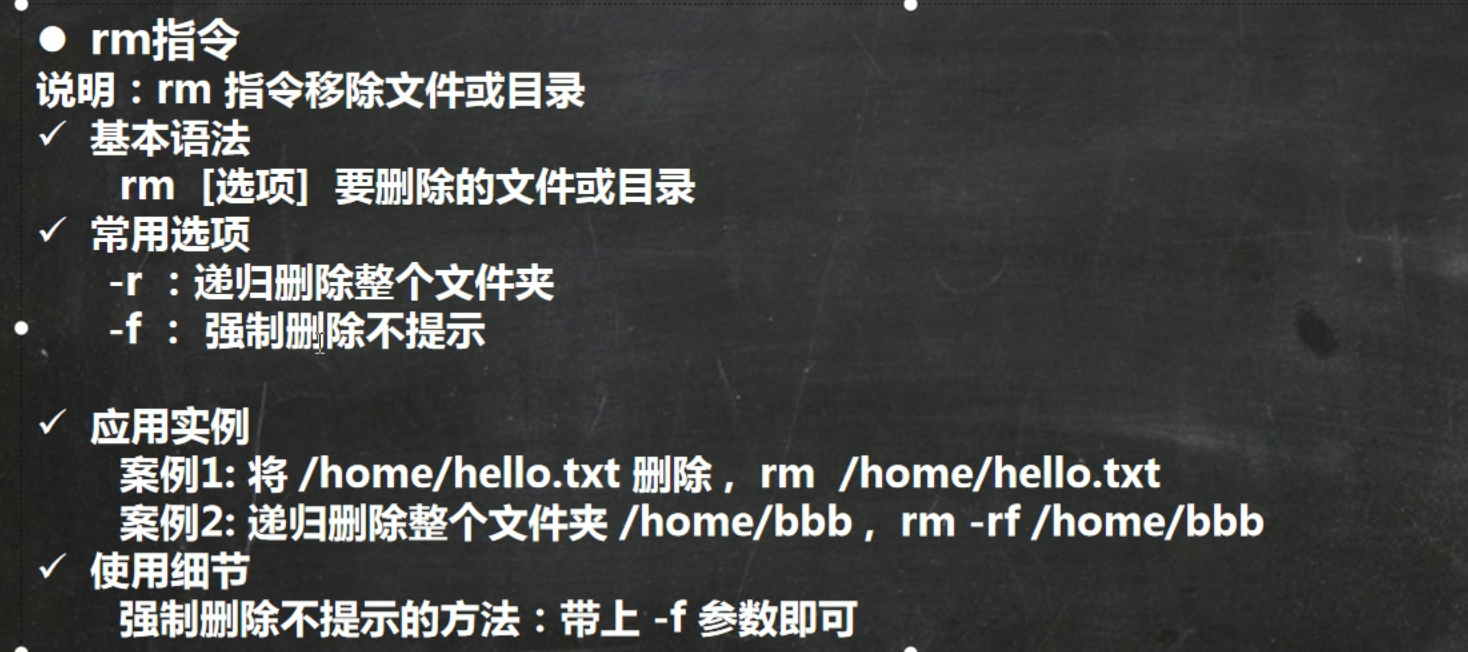 ● rm指令
说明：rm 指令移除文件或目录
✓ 基本语法
rm [选项] 要删除的文件或目录
✓ 常用选项
-r ：递归删除整个文件夹
-f ： 强制删除不提示
✓ 应用实例
案例1: 将 /home/hello.txt 删除 ，rm /home/hello.txt
案例2: 递归删除整个文件夹 /home/bbb ，rm -rf /home/bbb
✓ 使用细节
强制删除不提示的方法：带上 -f 参数即可